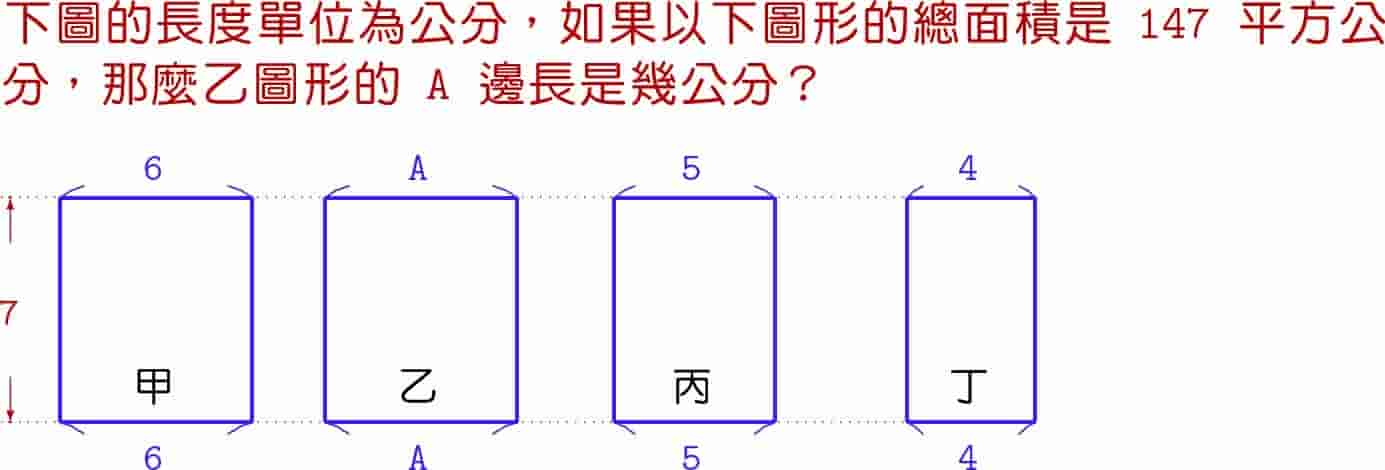 下圖的長度單位為公分，如果以下圖形的總面積是 147 平方公
分，那麼乙圖形的 A 邊長是幾公分？
6 A 5 4
7
甲 乙 丙 丁
6 A 5 4